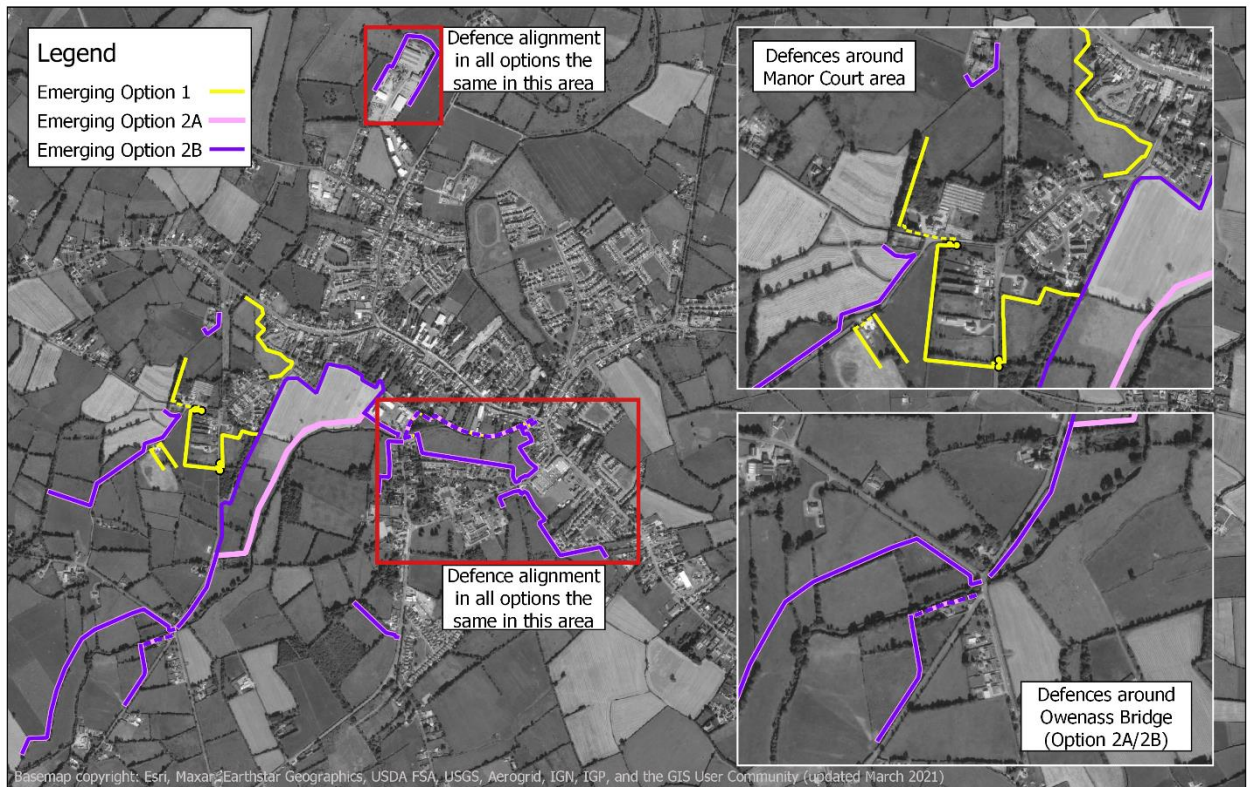 Legend
Emerging Option 1
Emerging Option 2A
Emerging Option 2B
Defence alignment
in all options the
same in this area
Defences around
Manor Court area
Defence alignment
in all options the
same in this area
Defences around
Owenass Bridge
(Option 2A/2B)
Basemap copyright: Esri, Maxar, Earthstar Geographics, USDA FSA, USGS, Aerogrid, IGN, IGP, and the GIS User Community (updated March 2021)